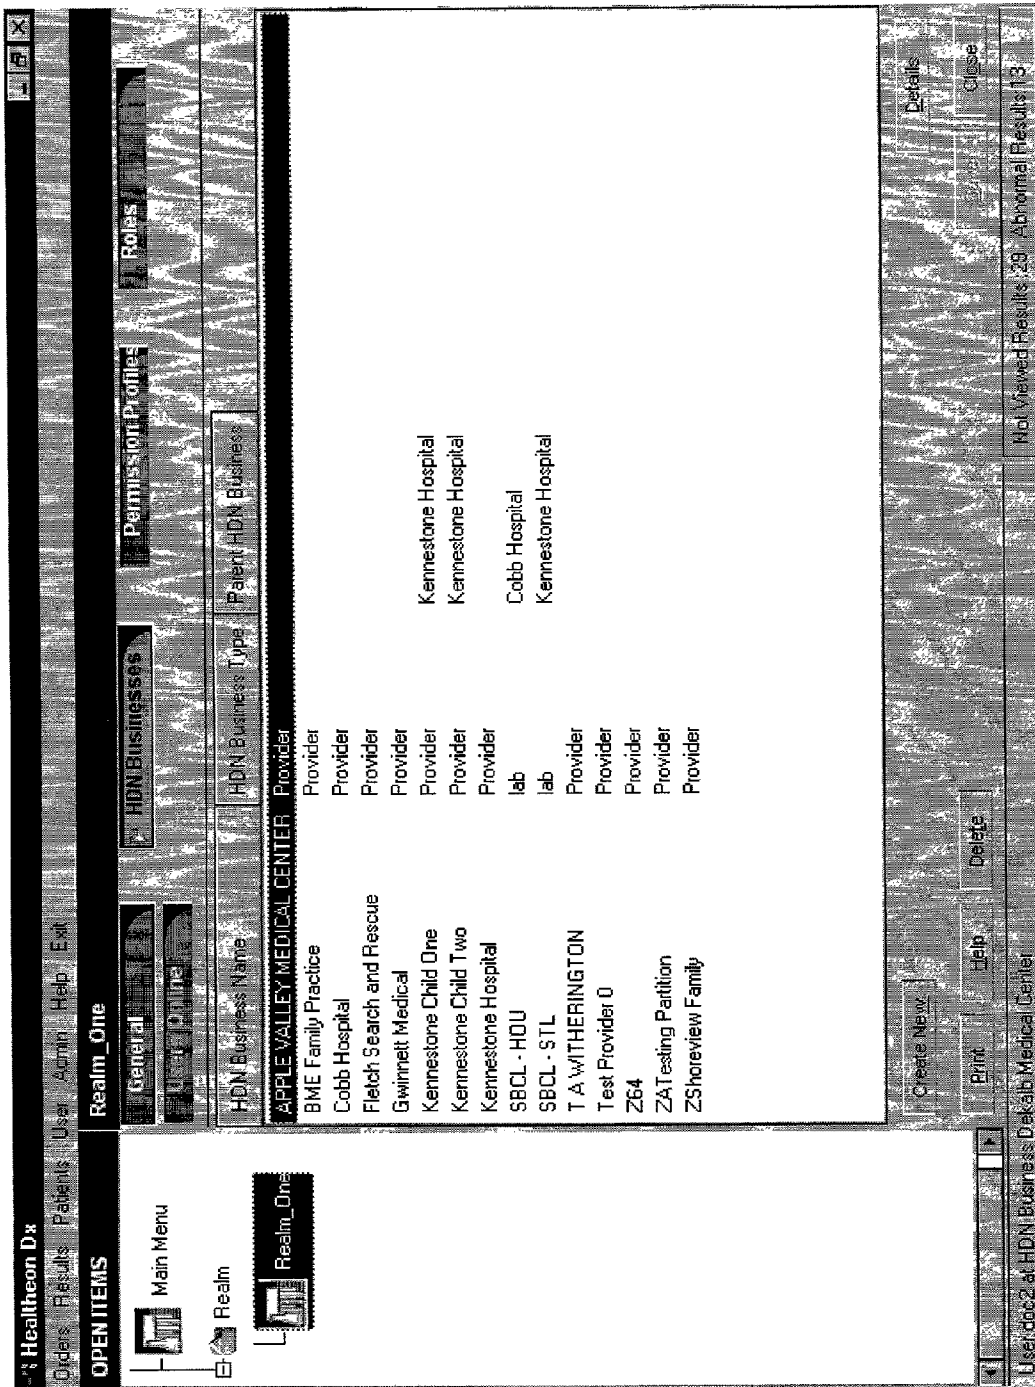 Healtheon Dx
Orders Results Patients User Admin Help Exit
OPEN ITEMS
Main Menu
Realm
Realm_One
Realm_One
General HDN Businesses Permission Profiles Roles
HDN Business Name HDN Business Type Parent HDN Business
APPLE VALLEY MEDICAL CENTER Provider
BME Family Practice Provider
Cobb Hospital Provider
Fletch Search and Rescue Provider
Gwinnett Medical Provider
Kennestone Child One Provider Kennestone Hospital
Kennestone Child Two Provider Kennestone Hospital
Kennestone Hospital Provider
SBCL - HOU lab Cobb Hospital
SBCL - STL lab Kennestone Hospital
T A WITHERINGTON Provider
Test Provider 0 Provider
Z64 Provider
ZATesting Partition Provider
ZShoreview Family Provider
Create New Details
Print Help Delete Close
User doc2 at HDN Business Dekalb Medical Center Not Viewed Results: 29 Abnormal Results: 13